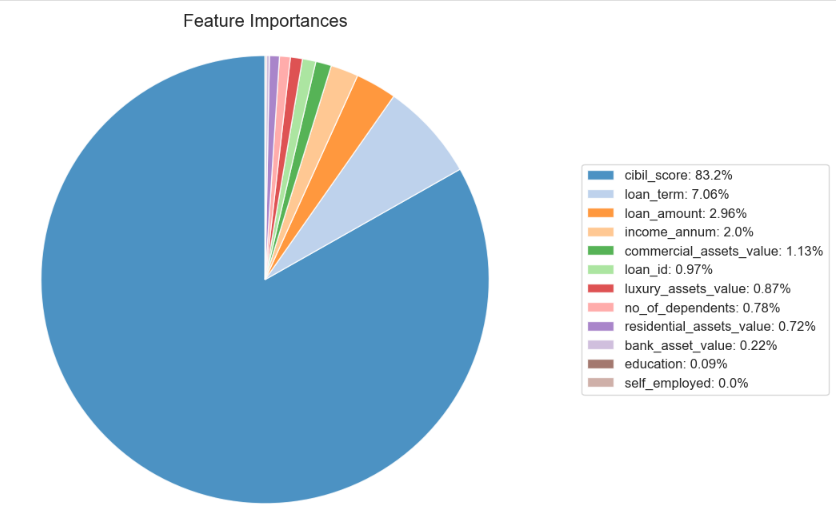 Feature Importances
cibil_score: 83.2%
loan_term: 7.06%
loan_amount: 2.96%
income_annum: 2.0%
commercial_assets_value: 1.13%
loan_id: 0.97%
luxury_assets_value: 0.87%
no_of_dependents: 0.78%
residential_assets_value: 0.72%
bank_asset_value: 0.22%
education: 0.09%
self_employed: 0.0%